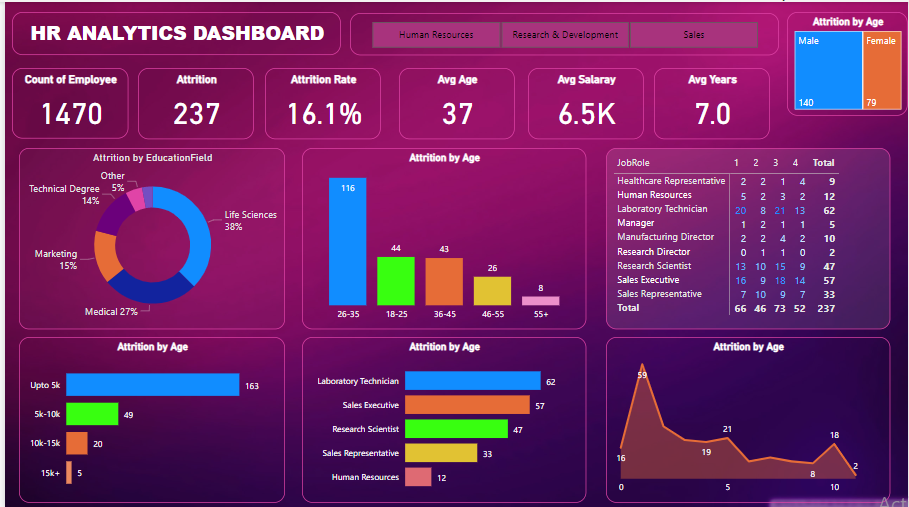 HR ANALYTICS DASHBOARD
Human Resources
Research & Development
Sales
Attrition by Age
Male
Female
140
79
Count of Employee
1470
Attrition
237
Attrition Rate
16.1%
Avg Age
37
Avg Salaray
6.5K
Avg Years
7.0
Attrition by EducationField
Other
5%
Technical Degree
14%
Life Sciences
38%
Marketing
15%
Medical 27%
Attrition by Age
116
44
43
26
8
26-35 18-25 36-45 46-55 55+
JobRole 1 2 3 4 Total
Healthcare Representative 2 2 1 4 9
Human Resources 5 2 3 2 12
Laboratory Technician 20 8 21 13 62
Manager 1 2 1 1 5
Manufacturing Director 2 2 4 2 10
Research Director 0 1 1 0 2
Research Scientist 13 10 15 9 47
Sales Executive 16 9 18 14 57
Sales Representative 7 10 9 7 33
Total 66 46 73 52 237
Attrition by Age
Upto 5k 163
5k-10k 49
10k-15k 20
15k+ 5
Attrition by Age
Laboratory Technician 62
Sales Executive 57
Research Scientist 47
Sales Representative 33
Human Resources 12
Attrition by Age
59
16
19
21
8
18
2
0 5 10